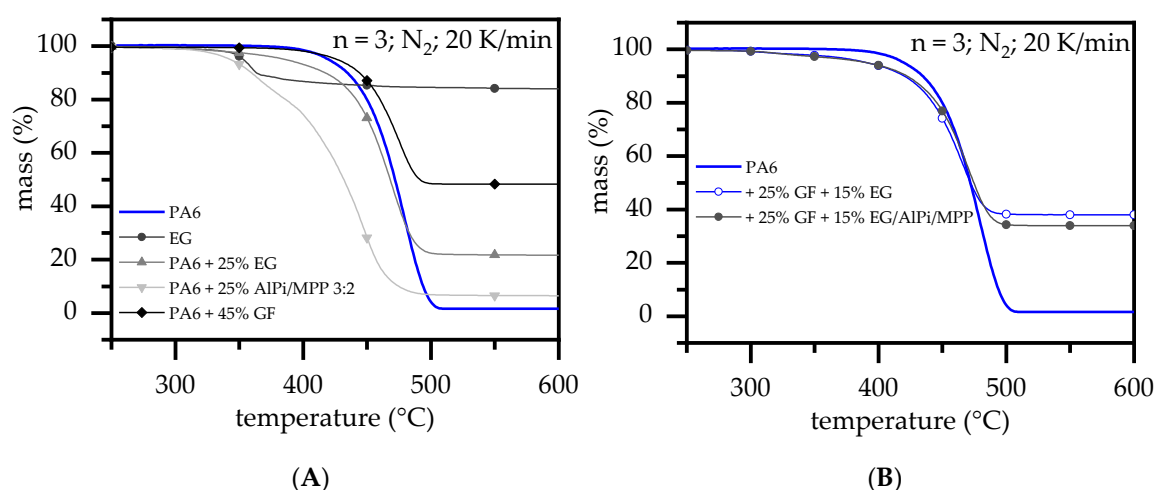 n = 3; N₂; 20 K/min
100
80
60
40
20
0
mass (%)
PA6
EG
PA6 + 25% EG
PA6 + 25% AlPi/MPP 3:2
PA6 + 45% GF
300
400
500
600
temperature (°C)
(A)
n = 3; N₂; 20 K/min
100
80
60
40
20
0
mass (%)
PA6
+ 25% GF + 15% EG
+ 25% GF + 15% EG/AlPi/MPP
300
400
500
600
temperature (°C)
(B)